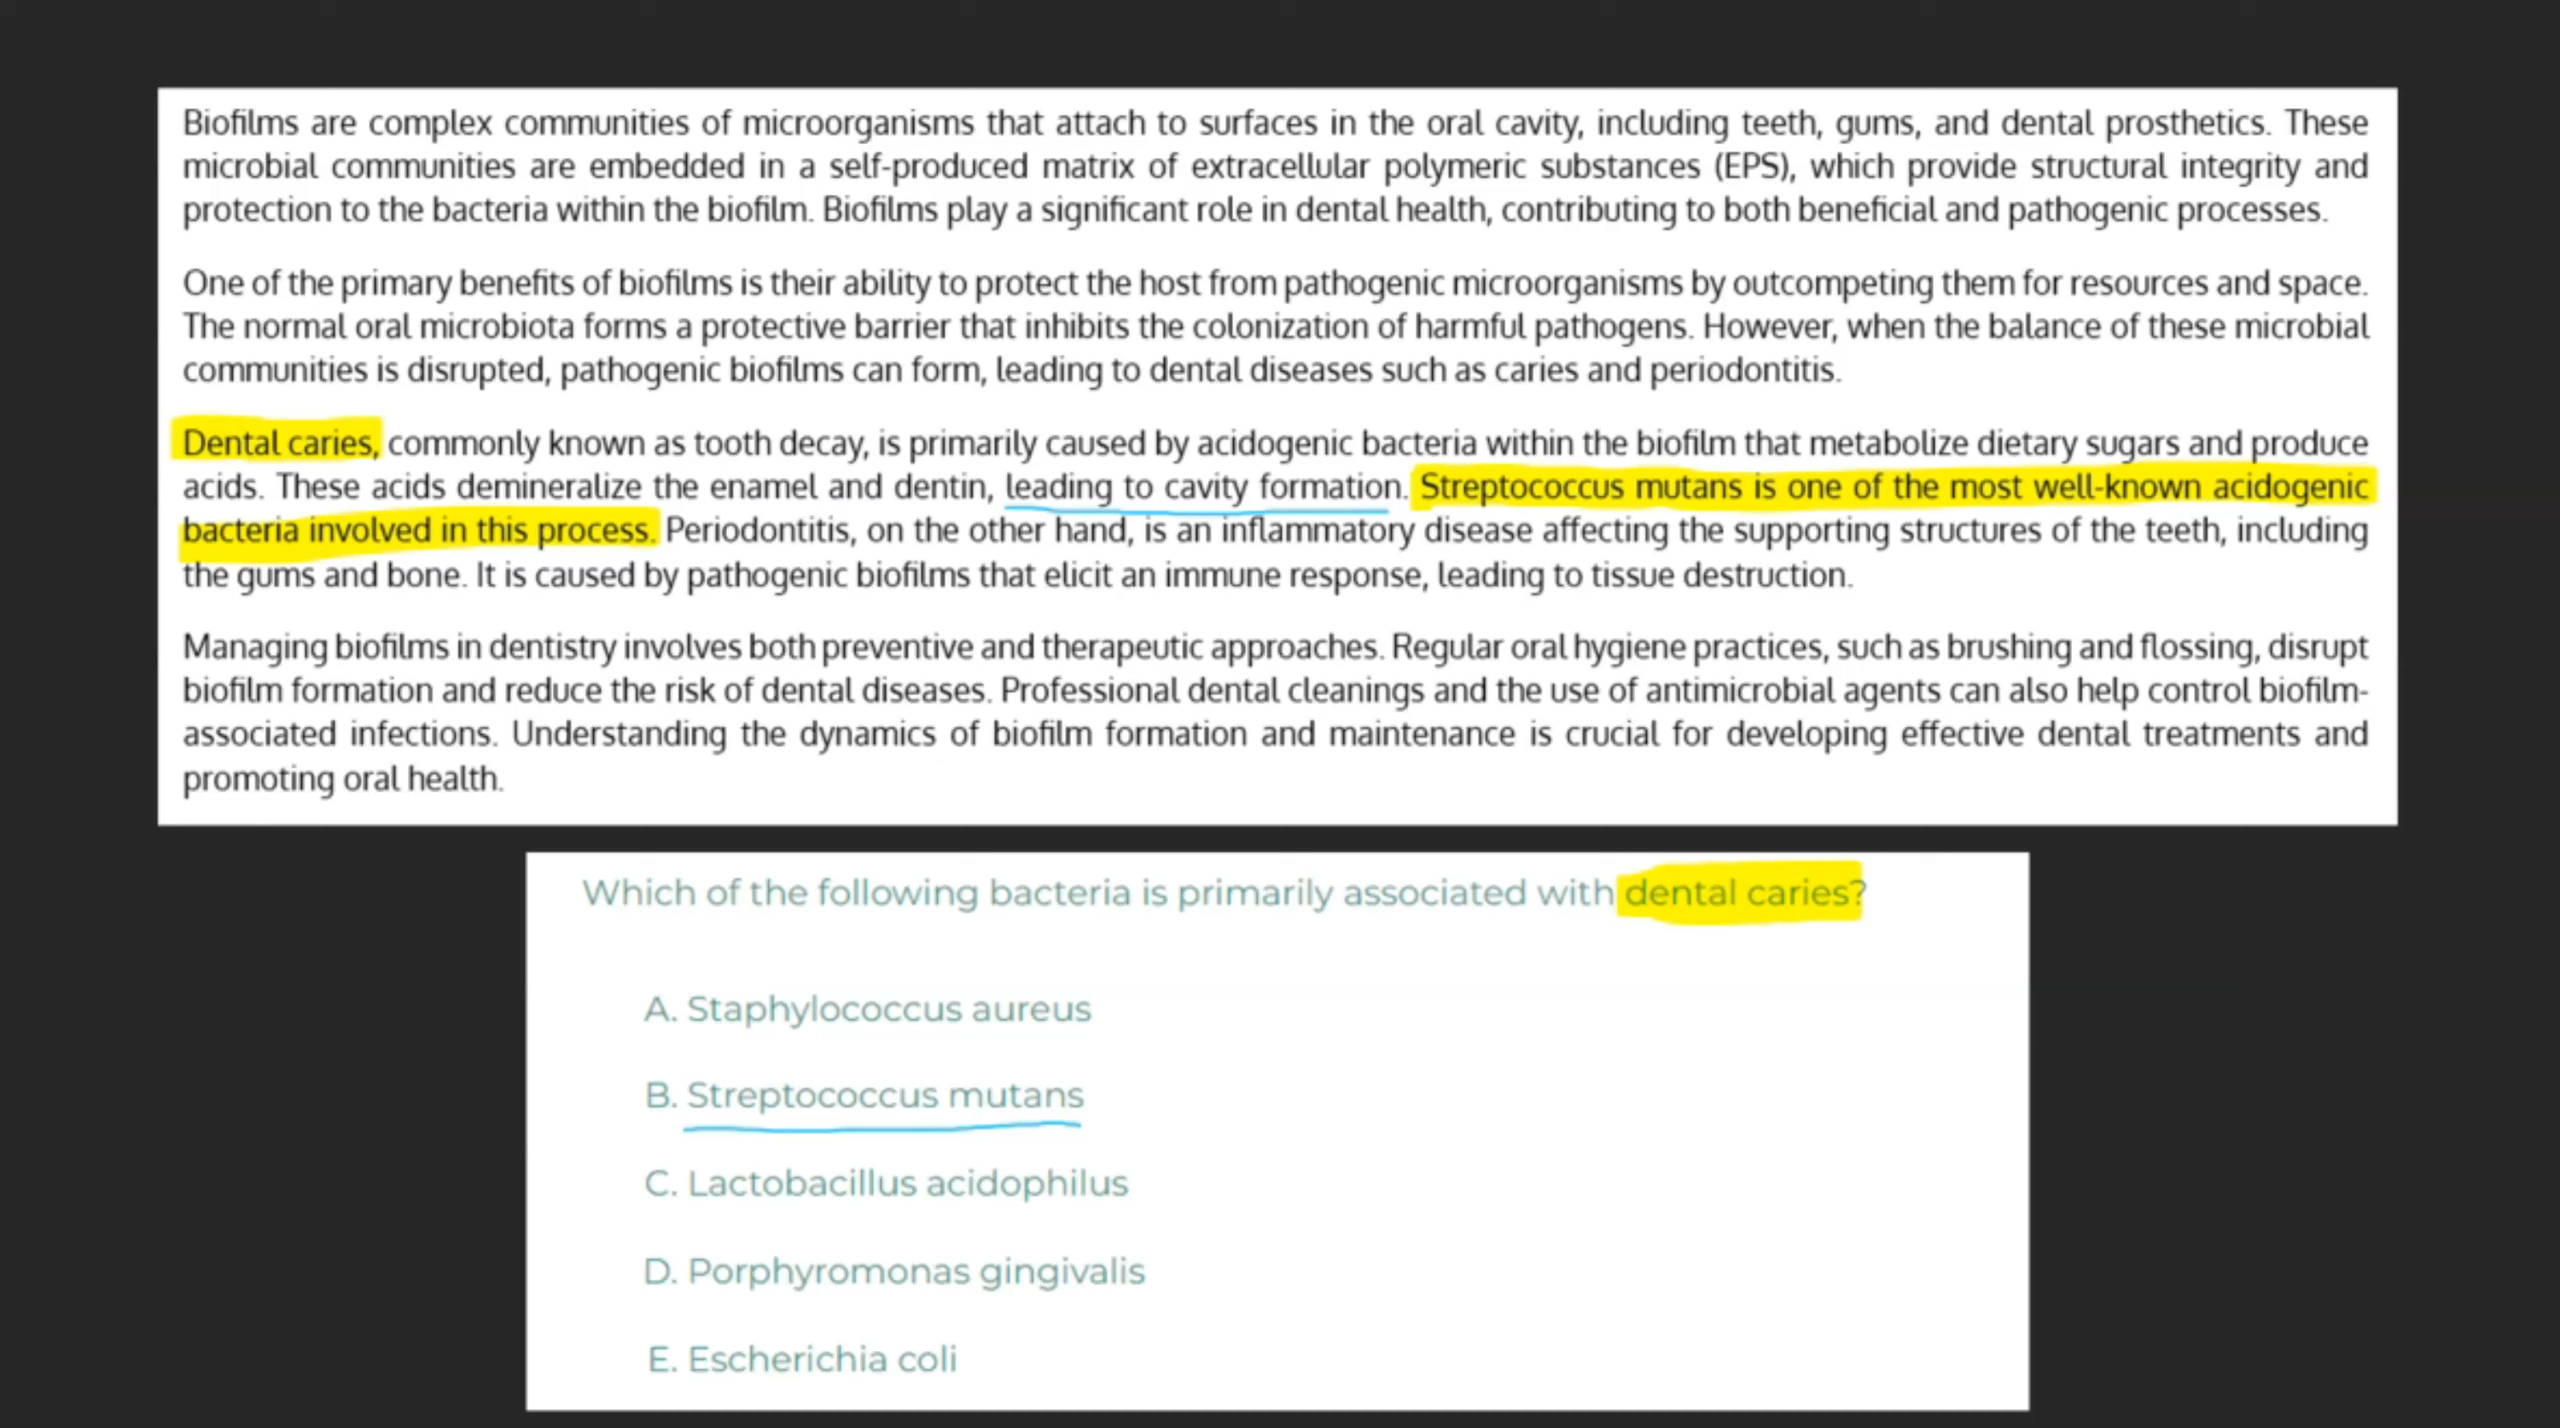 Biofilms are complex communities of microorganisms that attach to surfaces in the oral cavity, including teeth, gums, and dental prosthetics. These
microbial communities are embedded in a self-produced matrix of extracellular polymeric substances (EPS), which provide structural integrity and
protection to the bacteria within the biofilm. Biofilms play a significant role in dental health, contributing to both beneficial and pathogenic processes.
One of the primary benefits of biofilms is their ability to protect the host from pathogenic microorganisms by outcompeting them for resources and space.
The normal oral microbiota forms a protective barrier that inhibits the colonization of harmful pathogens. However, when the balance of these microbial
communities is disrupted, pathogenic biofilms can form, leading to dental diseases such as caries and periodontitis.
Dental caries, commonly known as tooth decay, is primarily caused by acidogenic bacteria within the biofilm that metabolize dietary sugars and produce
acids. These acids demineralize the enamel and dentin, leading to cavity formation. Streptococcus mutans is one of the most well-known acidogenic
bacteria involved in this process. Periodontitis, on the other hand, is an inflammatory disease affecting the supporting structures of the teeth, including
the gums and bone. It is caused by pathogenic biofilms that elicit an immune response, leading to tissue destruction.
Managing biofilms in dentistry involves both preventive and therapeutic approaches. Regular oral hygiene practices, such as brushing and flossing, disrupt
biofilm formation and reduce the risk of dental diseases. Professional dental cleanings and the use of antimicrobial agents can also help control biofilm-
associated infections. Understanding the dynamics of biofilm formation and maintenance is crucial for developing effective dental treatments and
promoting oral health.
Which of the following bacteria is primarily associated with dental caries?
A. Staphylococcus aureus
B. Streptococcus mutans
C. Lactobacillus acidophilus
D. Porphyromonas gingivalis
E. Escherichia coli